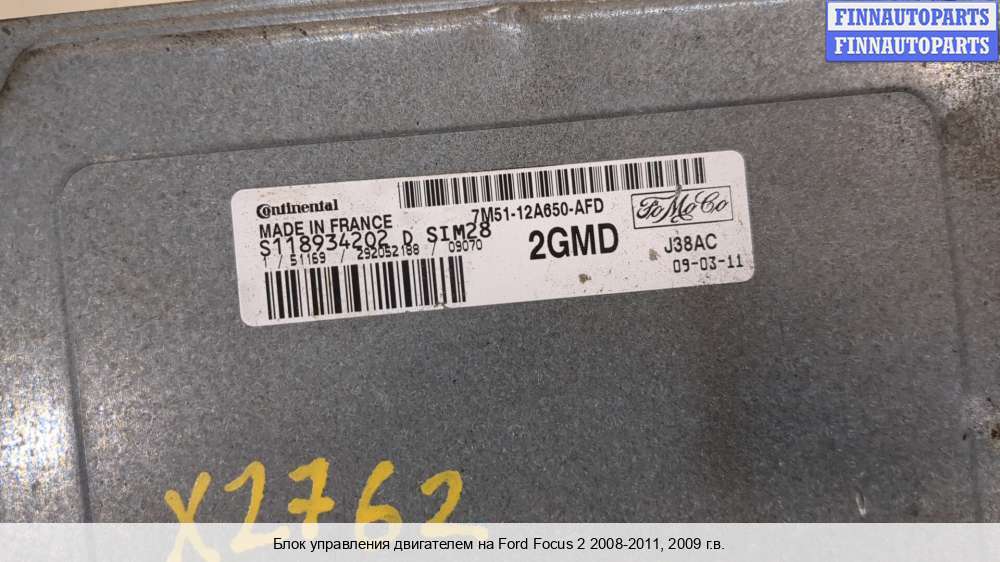 FINNAUTOPARTS
FINNAUTOPARTS
Continental
MADE IN FRANCE
S118934202 D SIM28
1 / 51169 / 292052188 / 09070
7M51-12A650-AFD
2GMD
FoMoCo
J38AC
09-03-11
X2762
Блок управления двигателем на Ford Focus 2 2008-2011, 2009 г.в.